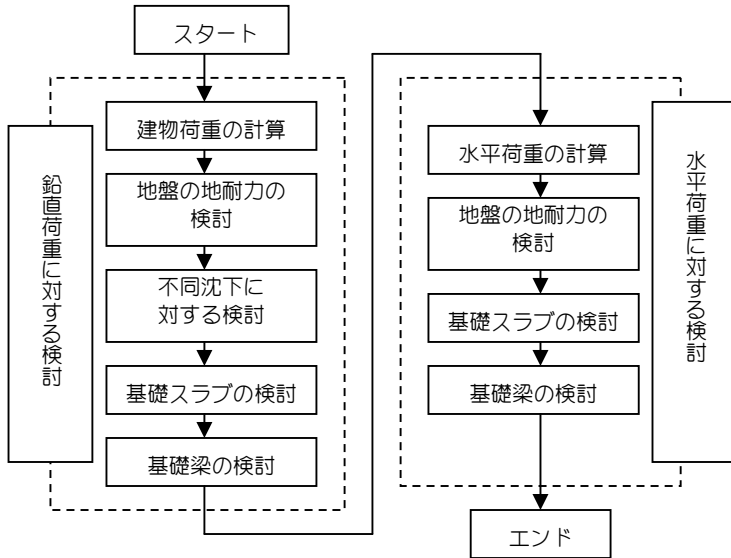 スタート
鉛直荷重に対する検討
建物荷重の計算
地盤の地耐力の
検討
不同沈下に
対する検討
基礎スラブの検討
基礎梁の検討
水平荷重の計算
地盤の地耐力の
検討
基礎スラブの検討
基礎梁の検討
水平荷重に対する検討
エンド